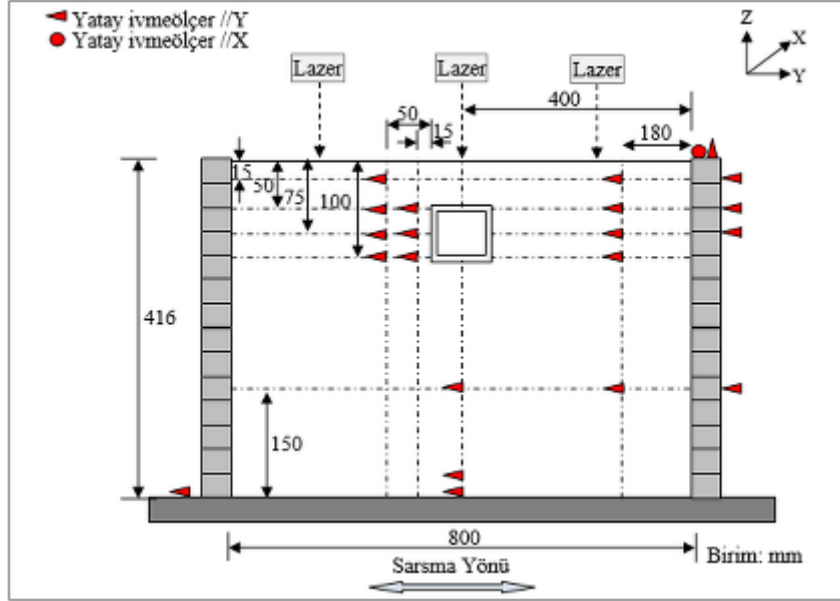 Yatay ivmeölçer //Y
Yatay ivmeölçer //X
Z
X
Y
Lazer
Lazer
Lazer
400
50
15
180
15
50
75
100
416
150
800
Birim: mm
Sarsma Yönü